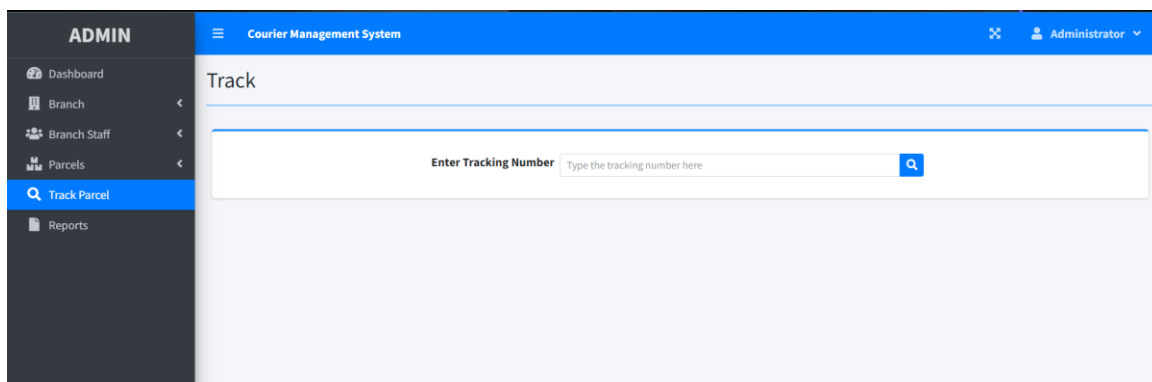 ADMIN
Courier Management System
Administrator
Dashboard
Branch
Branch Staff
Parcels
Track Parcel
Reports
Track
Enter Tracking Number
Type the tracking number here